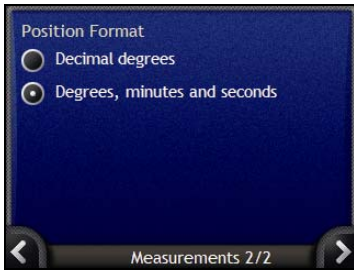 Position Format
Decimal degrees
Degrees, minutes and seconds
Measurements 2/2